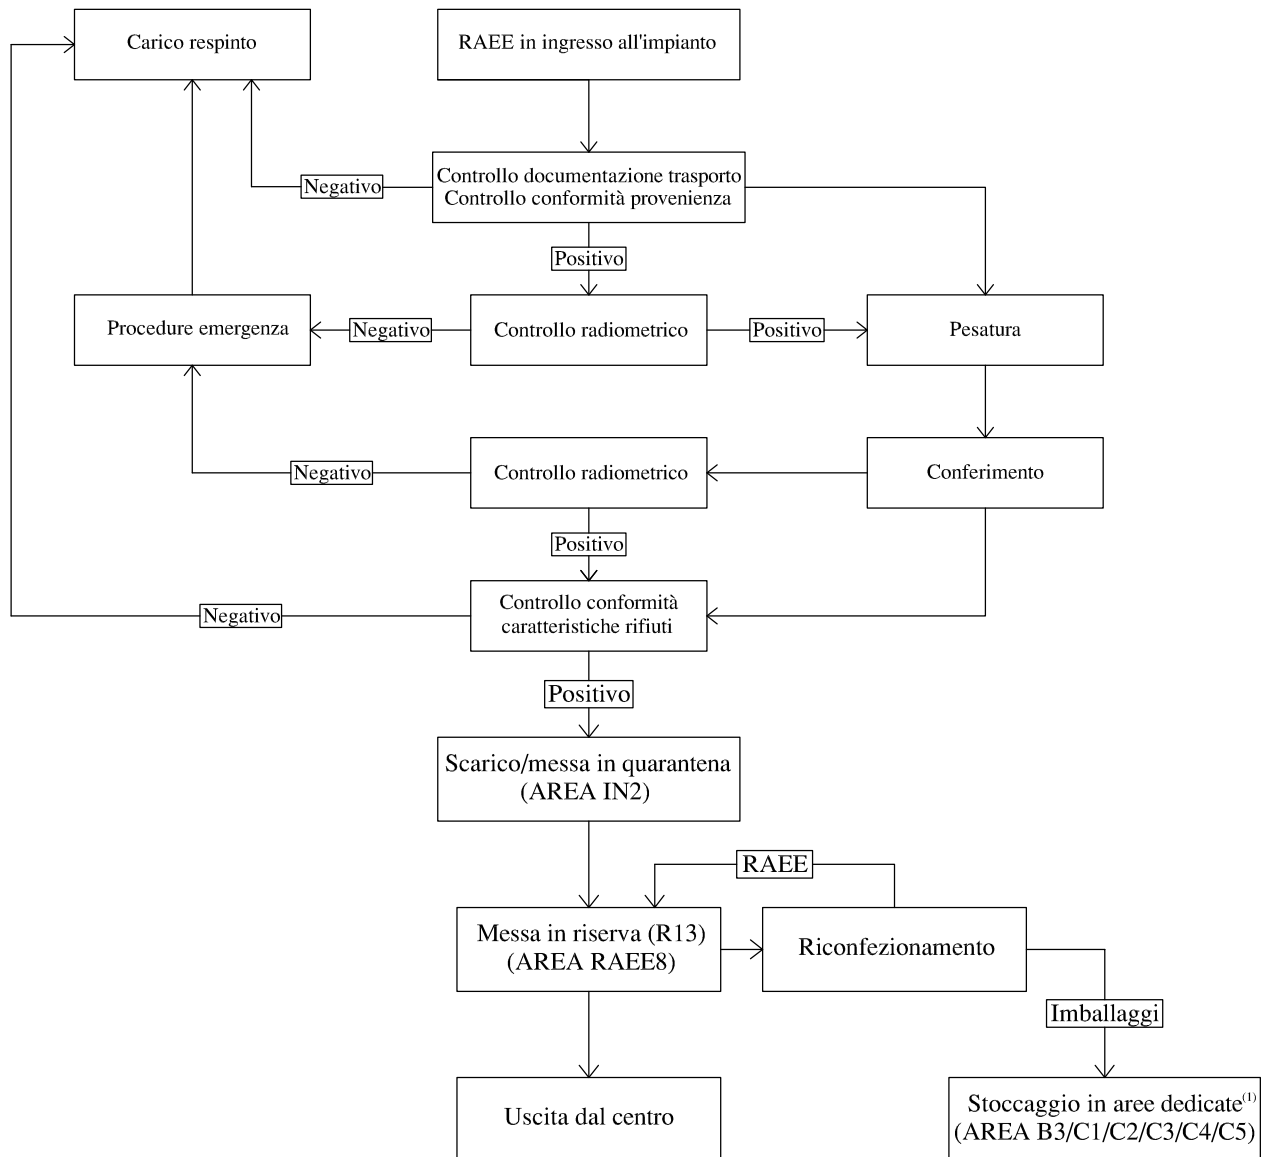 Carico respinto
RAEE in ingresso all'impianto
Controllo documentazione trasporto
Controllo conformità provenienza
Negativo
Positivo
Procedure emergenza
Negativo
Controllo radiometrico
Positivo
Pesatura
Negativo
Controllo radiometrico
Conferimento
Positivo
Negativo
Controllo conformità
caratteristiche rifiuti
Positivo
Scarico/messa in quarantena
(AREA IN2)
RAEE
Messa in riserva (R13)
(AREA RAEE8)
Riconfezionamento
Imballaggi
Uscita dal centro
Stoccaggio in aree dedicate(1)
(AREA B3/C1/C2/C3/C4/C5)